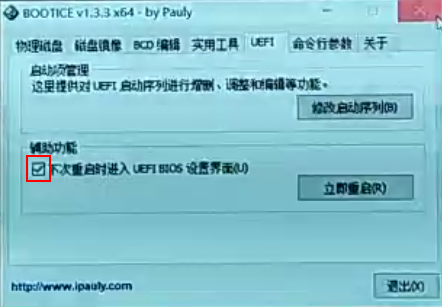 BOOTICE v1.3.3 x64 - by Pauly
物理磁盘 磁盘镜像 BCD 编辑 实用工具 UEFI 命令行参数 关于
启动项管理
这里提供对 UEFI 启动序列进行增删、调整和编辑等功能。
修改启动序列(B)
辅助功能
下次重启时进入 UEFI BIOS 设置界面(U)
立即重启(R)
http://www.ipauly.com
退出(X)